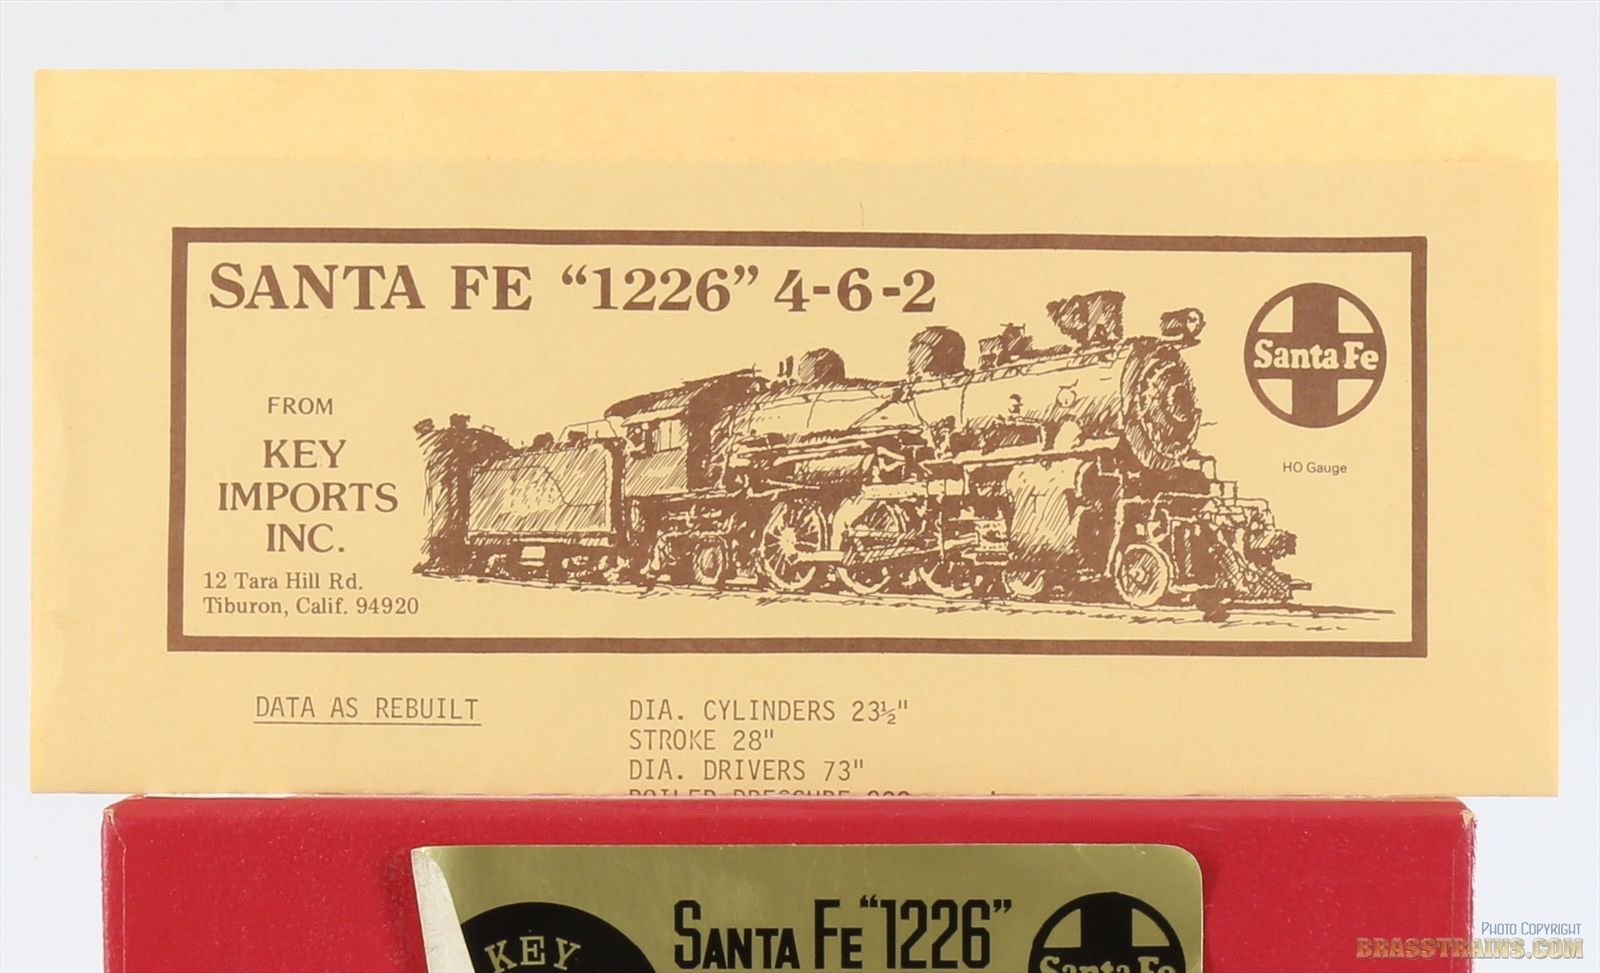 SANTA FE “1226” 4-6-2
Santa Fe
HO Gauge
FROM
KEY
IMPORTS
INC.
12 Tara Hill Rd.
Tiburon, Calif. 94920
DATA AS REBUILT
DIA. CYLINDERS 23½"
STROKE 28"
DIA. DRIVERS 73"
BOILER PRESSURE
KEY
SANTA FE "1226"
Santa Fe
PHOTO COPYRIGHT
BRASSTRAINS.COM